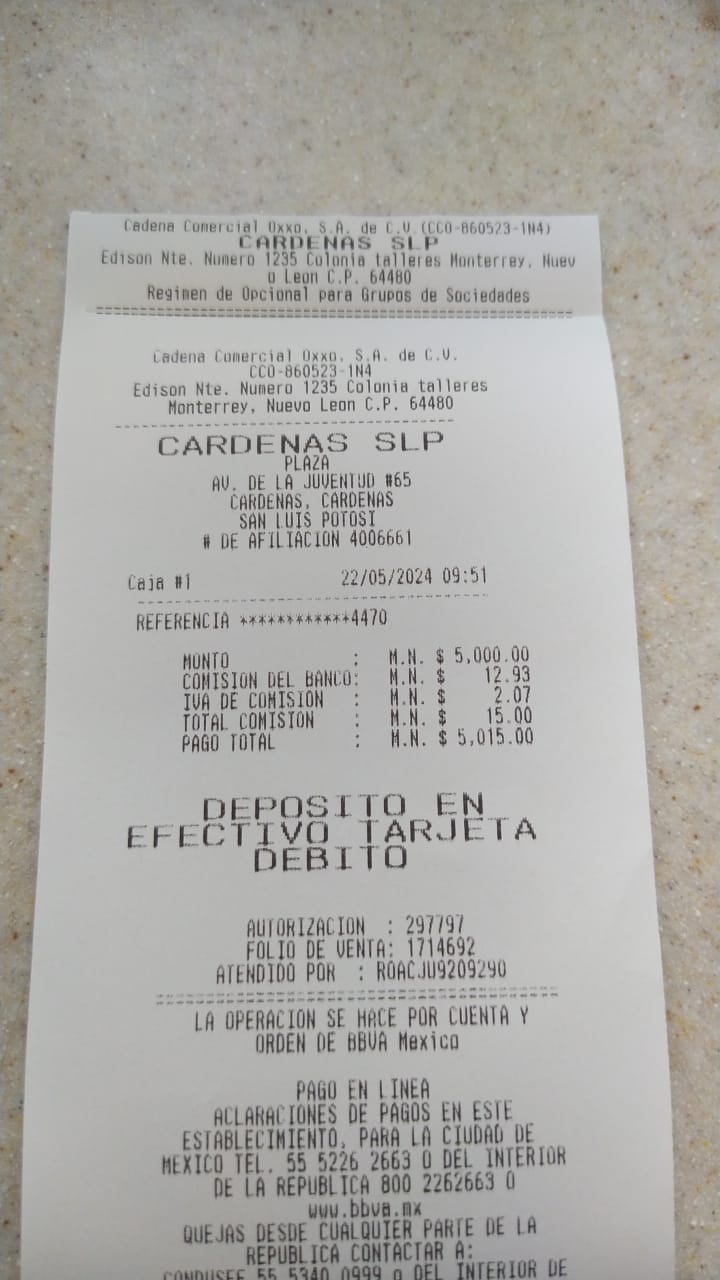 Cadena Comercial Oxxo, S.A. de C.V.(CCO-860523-1N4)
CARDENAS SLP
Edison Nte. Numero 1235 Colonia talleres Monterrey, Nuev
o Leon C.P. 64480
Regimen de Opcional para Grupos de Sociedades
Cadena Comercial Oxxo, S.A. de C.V.
CCO-860523-1N4
Edison Nte. Numero 1235 Colonia talleres
Monterrey, Nuevo Leon C.P. 64480
CARDENAS SLP
PLAZA
AV. DE LA JUVENTUD #65
CARDENAS, CARDENAS
SAN LUIS POTOSI
# DE AFILIACION 4006661
Caja #1 22/05/2024 09:51
REFERENCIA ************4470
MONTO : M.N. $ 5,000.00
COMISION DEL BANCO: M.N. $ 12.93
IVA DE COMISION : M.N. $ 2.07
TOTAL COMISION : M.N. $ 15.00
PAGO TOTAL : M.N. $ 5,015.00
DEPOSITO EN
EFECTIVO TARJETA
DEBITO
AUTORIZACION : 297797
FOLIO DE VENTA: 1714692
ATENDIDO POR : ROACJU9209290
LA OPERACION SE HACE POR CUENTA Y
ORDEN DE BBVA Mexico
PAGO EN LINEA
ACLARACIONES DE PAGOS EN ESTE
ESTABLECIMIENTO, PARA LA CIUDAD DE
MEXICO TEL. 55 5226 2663 O DEL INTERIOR
DE LA REPUBLICA 800 2262663 O
www.bbva.mx
QUEJAS DESDE CUALQUIER PARTE DE LA
REPUBLICA CONTACTAR A:
CONDUSEF 55 5340 0999 o DEL INTERIOR DE